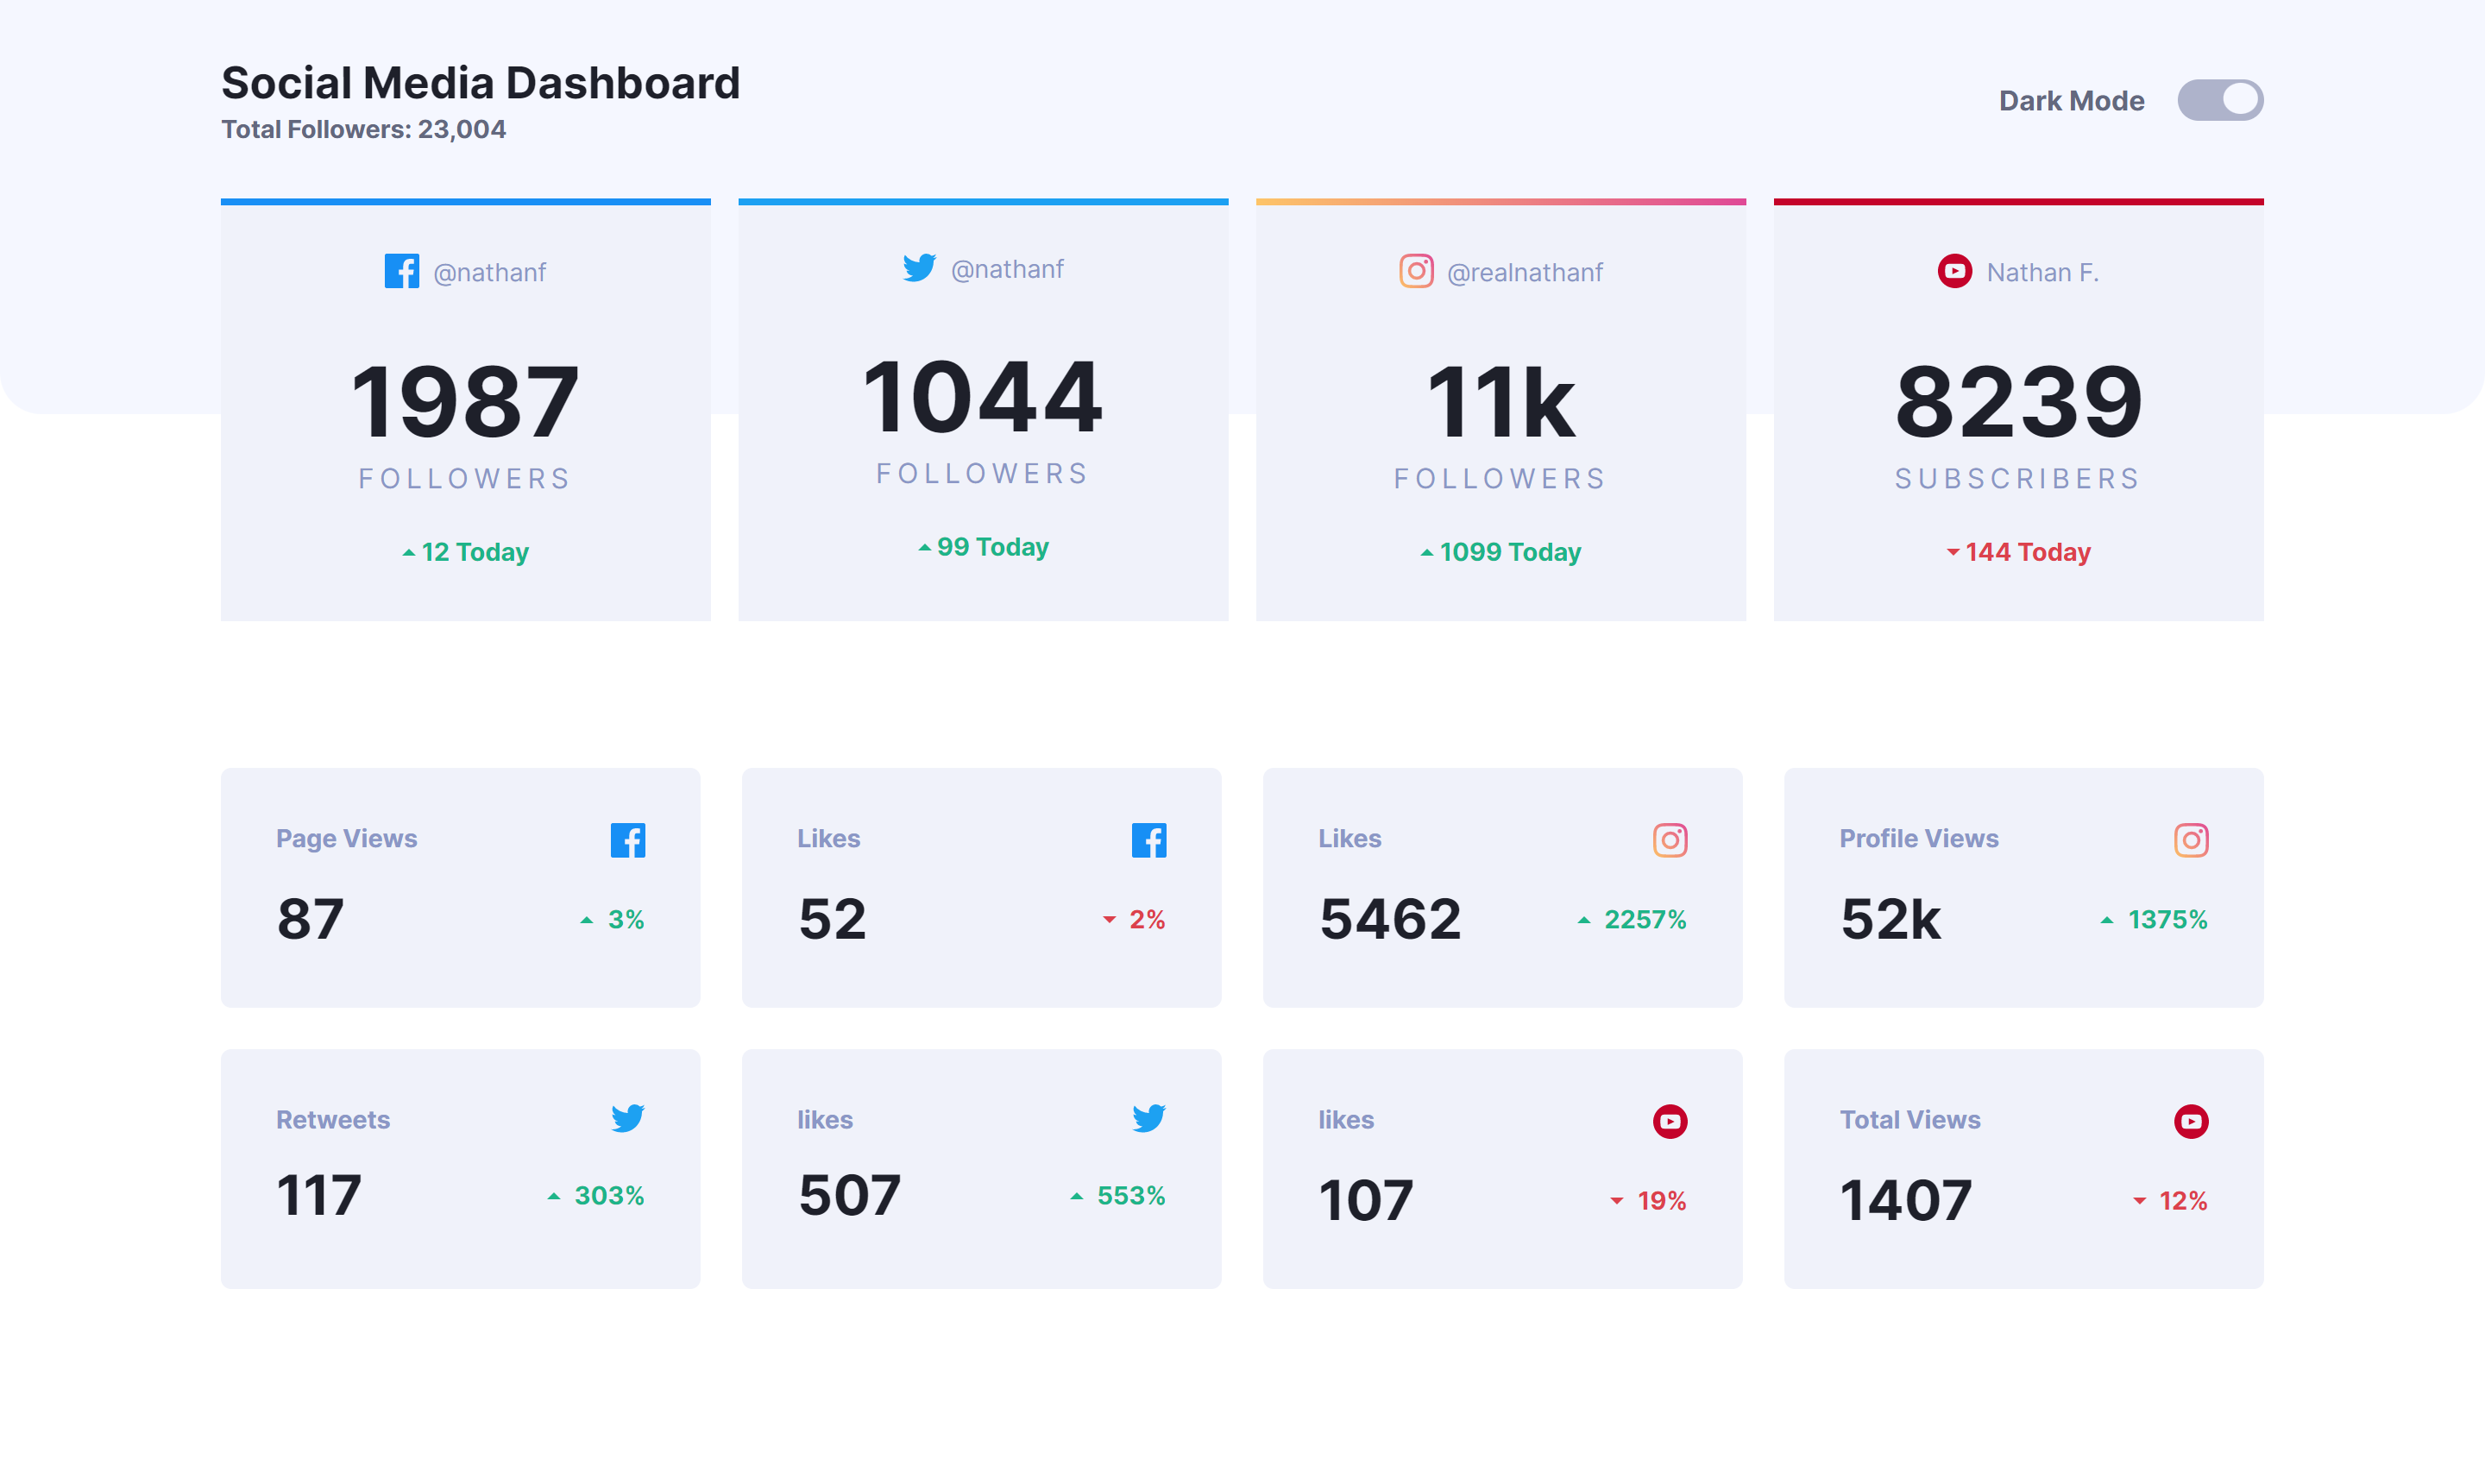 Social Media Dashboard
Total Followers: 23,004
Dark Mode
@nathanf
1987
FOLLOWERS
12 Today
@nathanf
1044
FOLLOWERS
99 Today
@realnathanf
11k
FOLLOWERS
1099 Today
Nathan F.
8239
SUBSCRIBERS
144 Today
Page Views
87
3%
Likes
52
2%
Likes
5462
2257%
Profile Views
52k
1375%
Retweets
117
303%
likes
507
553%
likes
107
19%
Total Views
1407
12%